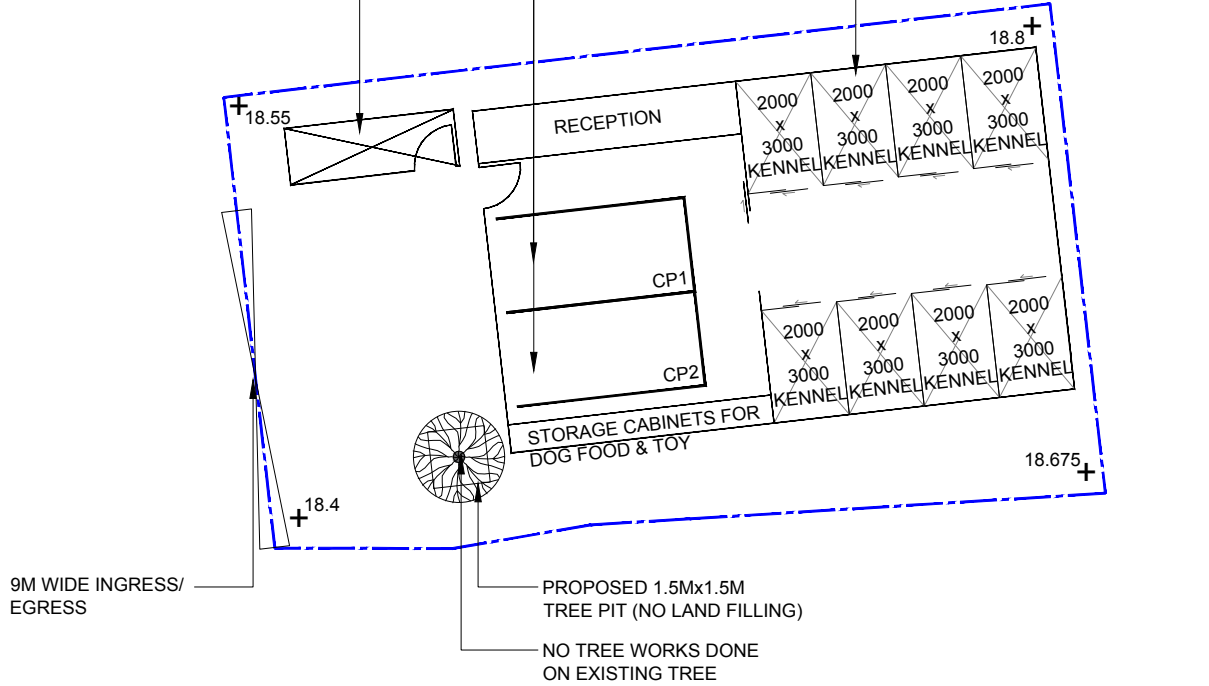 18.8
18.55
RECEPTION
2000
x
3000
KENNEL
2000
x
3000
KENNEL
2000
x
3000
KENNEL
2000
x
3000
KENNEL
CP1
CP2
2000
x
3000
KENNEL
2000
x
3000
KENNEL
2000
x
3000
KENNEL
2000
x
3000
KENNEL
STORAGE CABINETS FOR
DOG FOOD & TOY
18.675
18.4
9M WIDE INGRESS/
EGRESS
PROPOSED 1.5Mx1.5M
TREE PIT (NO LAND FILLING)
NO TREE WORKS DONE
ON EXISTING TREE